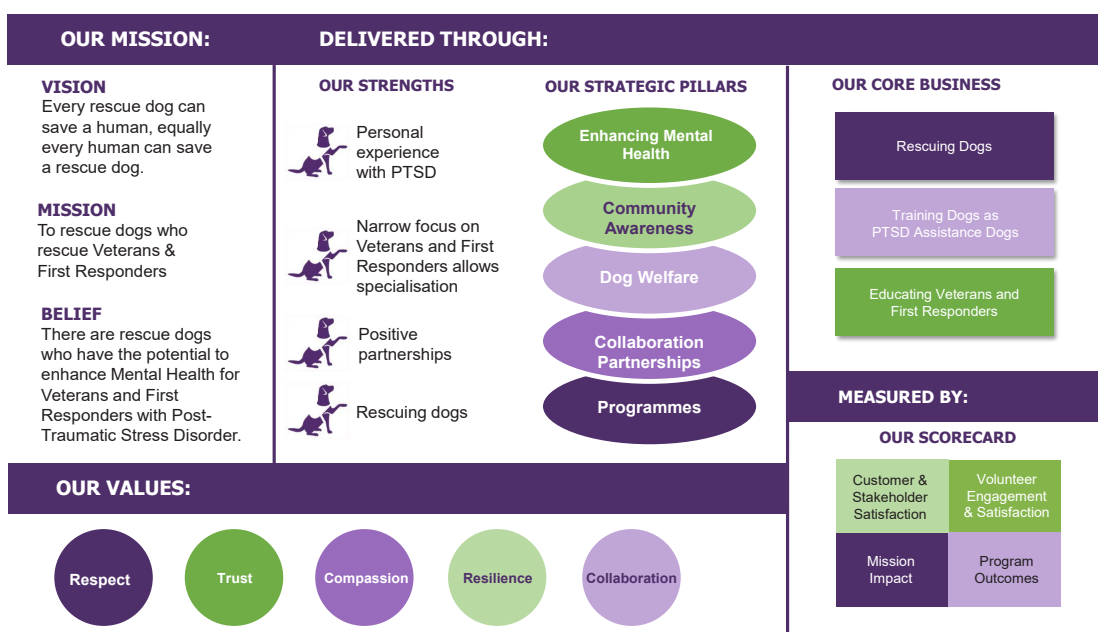 OUR MISSION:
DELIVERED THROUGH:
VISION
Every rescue dog can
save a human, equally
every human can save
a rescue dog.
MISSION
To rescue dogs who
rescue Veterans &
First Responders
BELIEF
There are rescue dogs
who have the potential to
enhance Mental Health for
Veterans and First
Responders with Post-
Traumatic Stress Disorder.
OUR STRENGTHS
Personal
experience
with PTSD
Narrow focus on
Veterans and First
Responders allows
specialisation
Positive
partnerships
Rescuing dogs
OUR STRATEGIC PILLARS
Enhancing Mental
Health
Community
Awareness
Dog Welfare
Collaboration
Partnerships
Programmes
OUR CORE BUSINESS
Rescuing Dogs
Training Dogs as
PTSD Assistance Dogs
Educating Veterans and
First Responders
MEASURED BY:
OUR SCORECARD
Customer &
Stakeholder
Satisfaction
Volunteer
Engagement
& Satisfaction
Mission
Impact
Program
Outcomes
OUR VALUES:
Respect
Trust
Compassion
Resilience
Collaboration